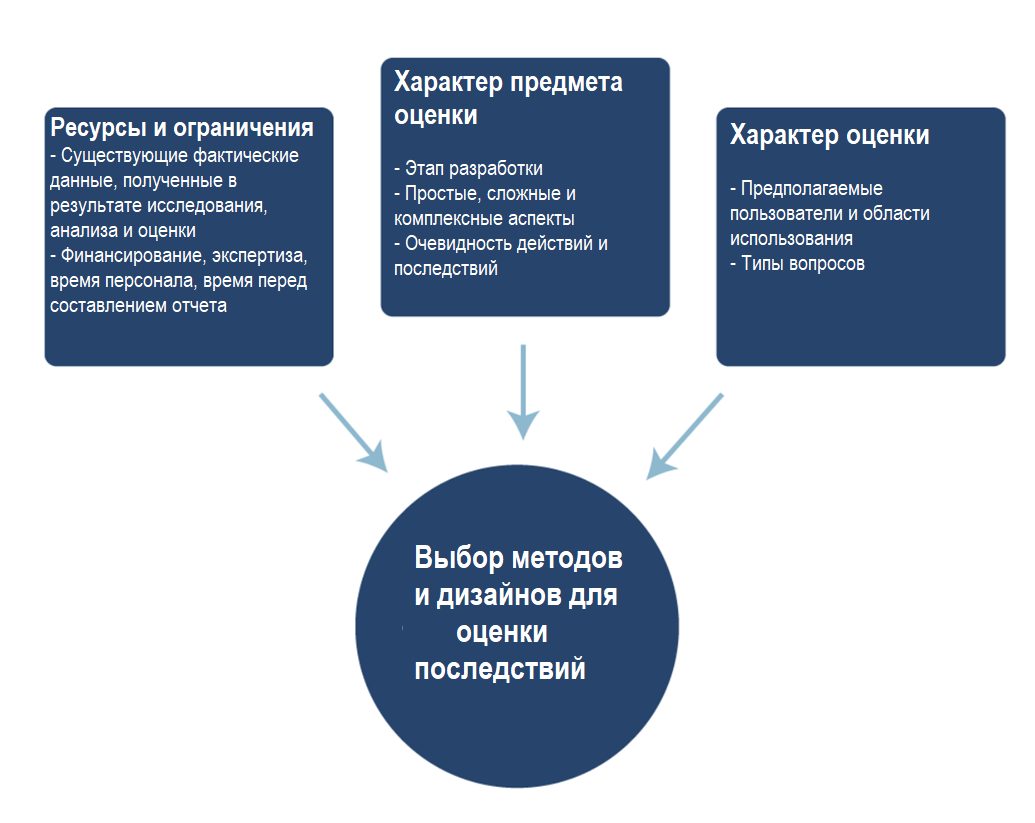 Ресурсы и ограничения
- Существующие фактические
данные, полученные в
результате исследования,
анализа и оценки
- Финансирование, экспертиза,
время персонала, время перед
составлением отчета
Характер предмета
оценки
- Этап разработки
- Простые, сложные и
комплексные аспекты
- Очевидность действий и
последствий
Характер оценки
- Предполагаемые
пользователи и области
использования
- Типы вопросов
Выбор методов
и дизайнов для
оценки
последствий